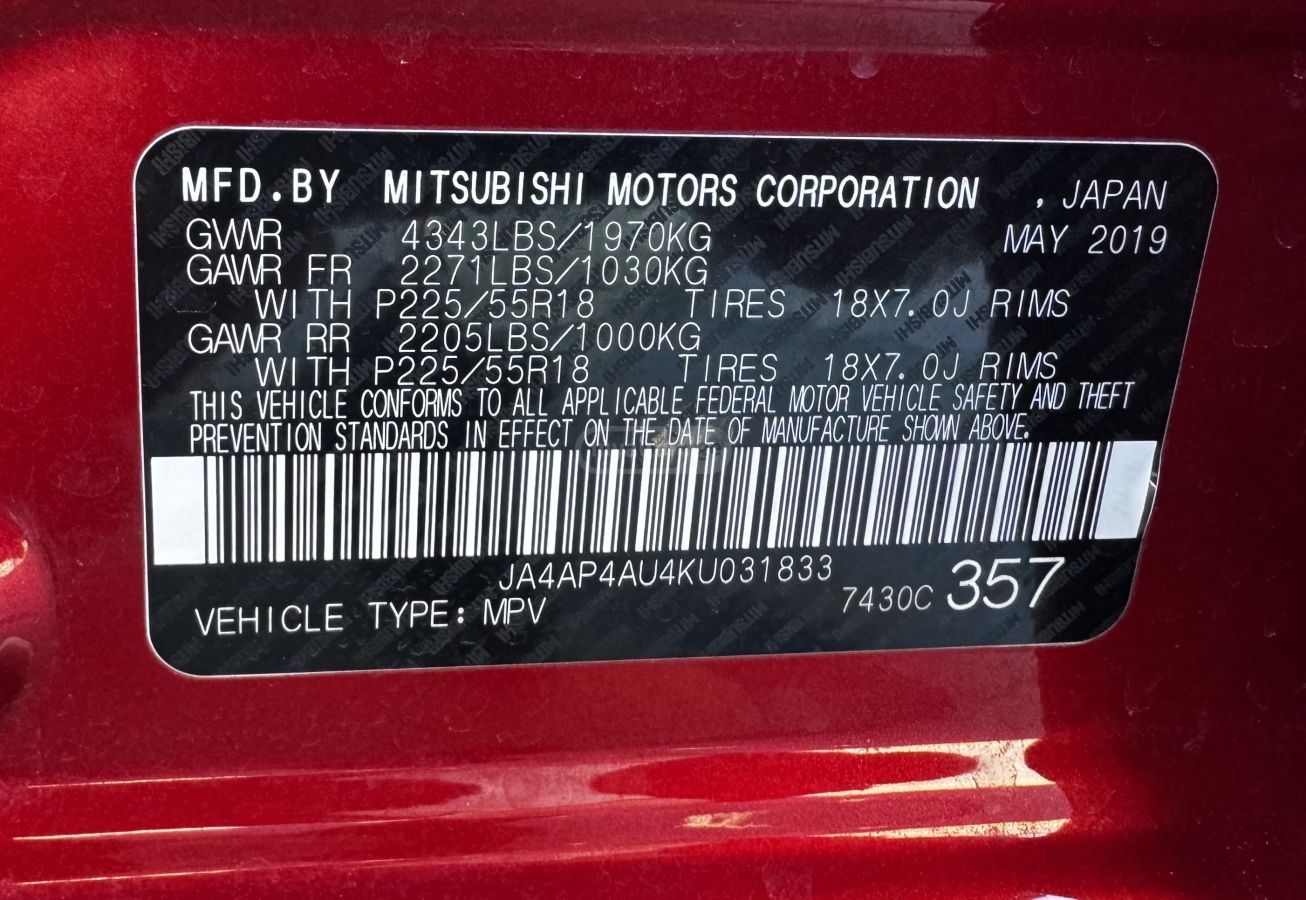 MFD.BY MITSUBISHI MOTORS CORPORATION , JAPAN
GWWR 4343LBS/1970KG MAY 2019
GAWR FR 2271LBS/1030KG
WITH P225/55R18 TIRES 18X7.0J RIMS
GAWR RR 2205LBS/1000KG
WITH P225/55R18 TIRES 18X7.0J RIMS
THIS VEHICLE CONFORMS TO ALL APPLICABLE FEDERAL MOTOR VEHICLE SAFETY AND THEFT
PREVENTION STANDARDS IN EFFECT ON THE DATE OF MANUFACTURE SHOWN ABOVE.
JA4AP4AU4KU031833
VEHICLE TYPE: MPV 7430C 357